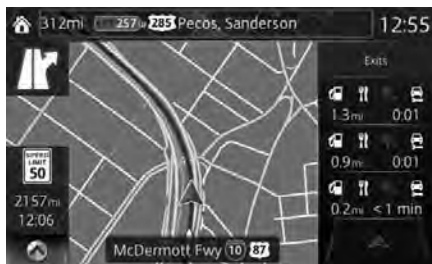 312mi 257 285 Pecos, Sanderson 12:55
Exits
1.3mi 0:01
0.9mi 0:01
0.2mi < 1 min
SPEED
LIMIT
50
2157mi
12:06
McDermott Fwy 10 87